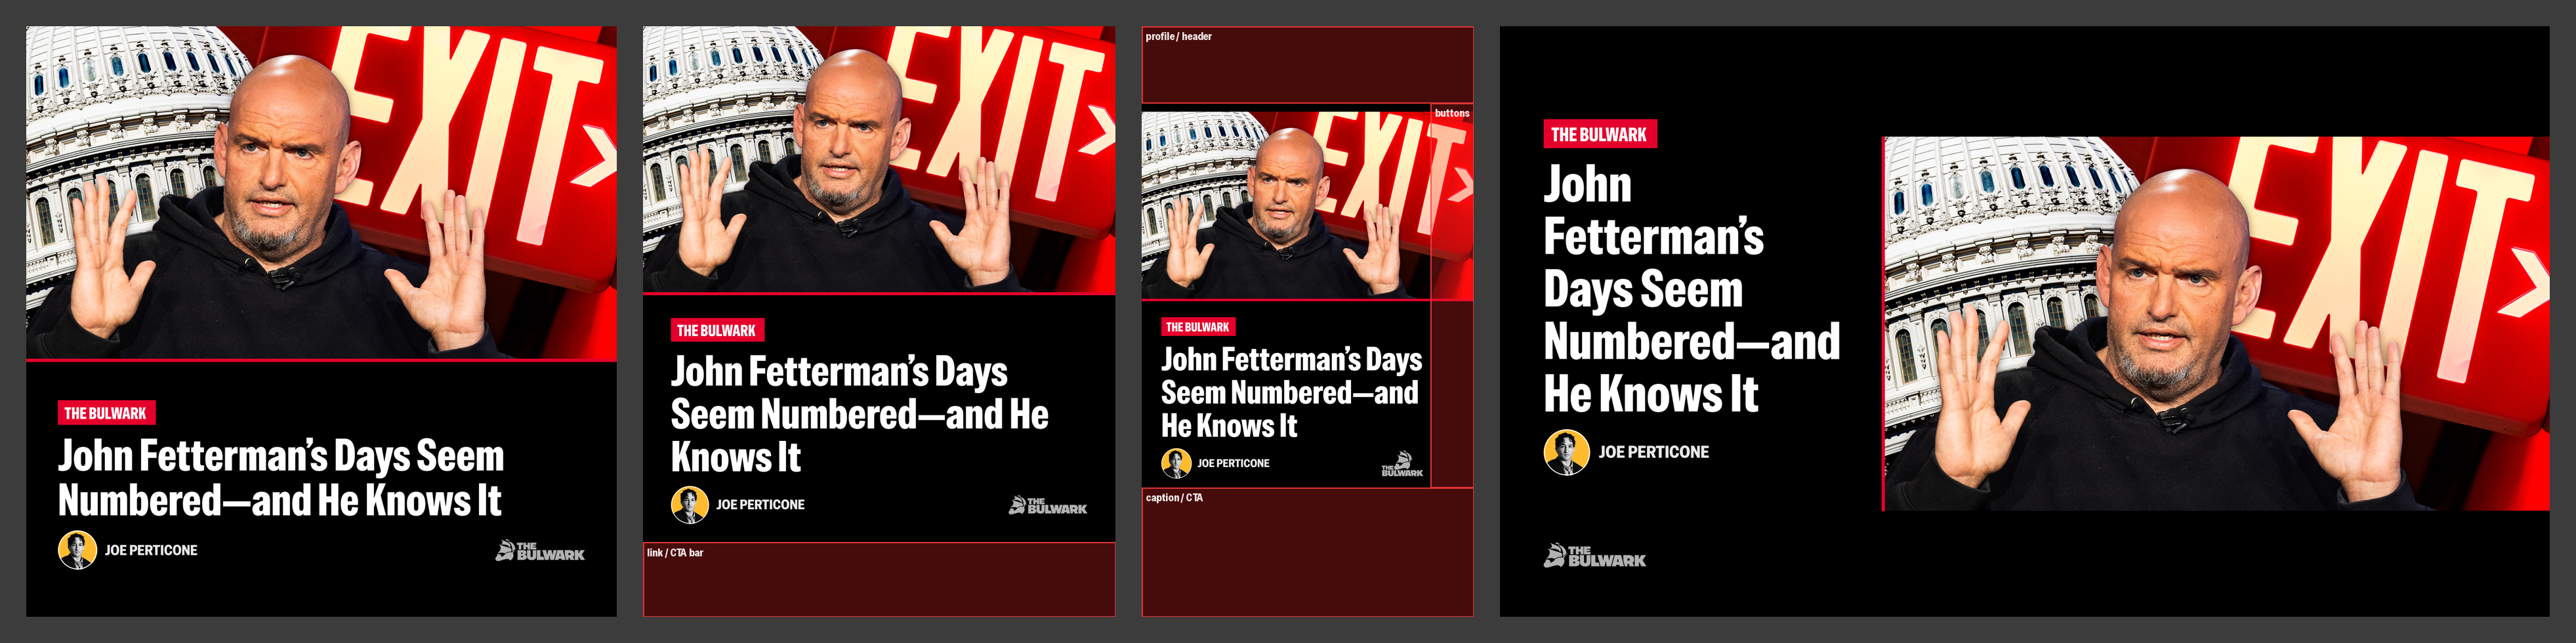 EXIT
THE BULWARK
John Fetterman’s Days Seem
Numbered—and He Knows It
JOE PERTICONE
THE
BULWARK
EXIT
THE BULWARK
John Fetterman’s Days
Seem Numbered—and He
Knows It
JOE PERTICONE
THE
BULWARK
link / CTA bar
profile / header
buttons
EXIT
THE BULWARK
John Fetterman’s Days
Seem Numbered—and
He Knows It
JOE PERTICONE
THE
BULWARK
caption / CTA
THE BULWARK
John
Fetterman’s
Days Seem
Numbered—and
He Knows It
JOE PERTICONE
THE
BULWARK
EXIT